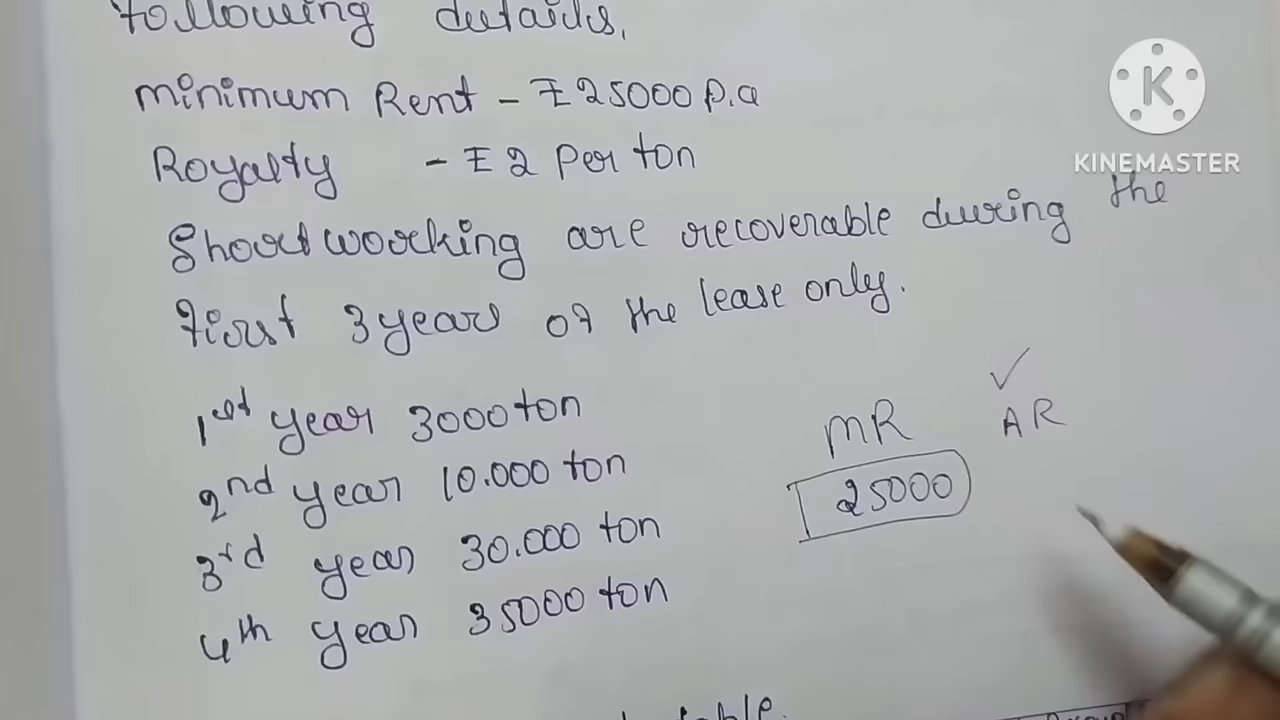 following details,
minimum Rent - ₹25000 P.a
Royalty - ₹2 Per ton
Shortworking are recoverable during the
First 3 years of the lease only.
1st year 3000 ton
2nd year 10.000 ton
3rd year 30.000 ton
4th year 35000 ton
MR
25000
✓
AR
K
KINEMASTER